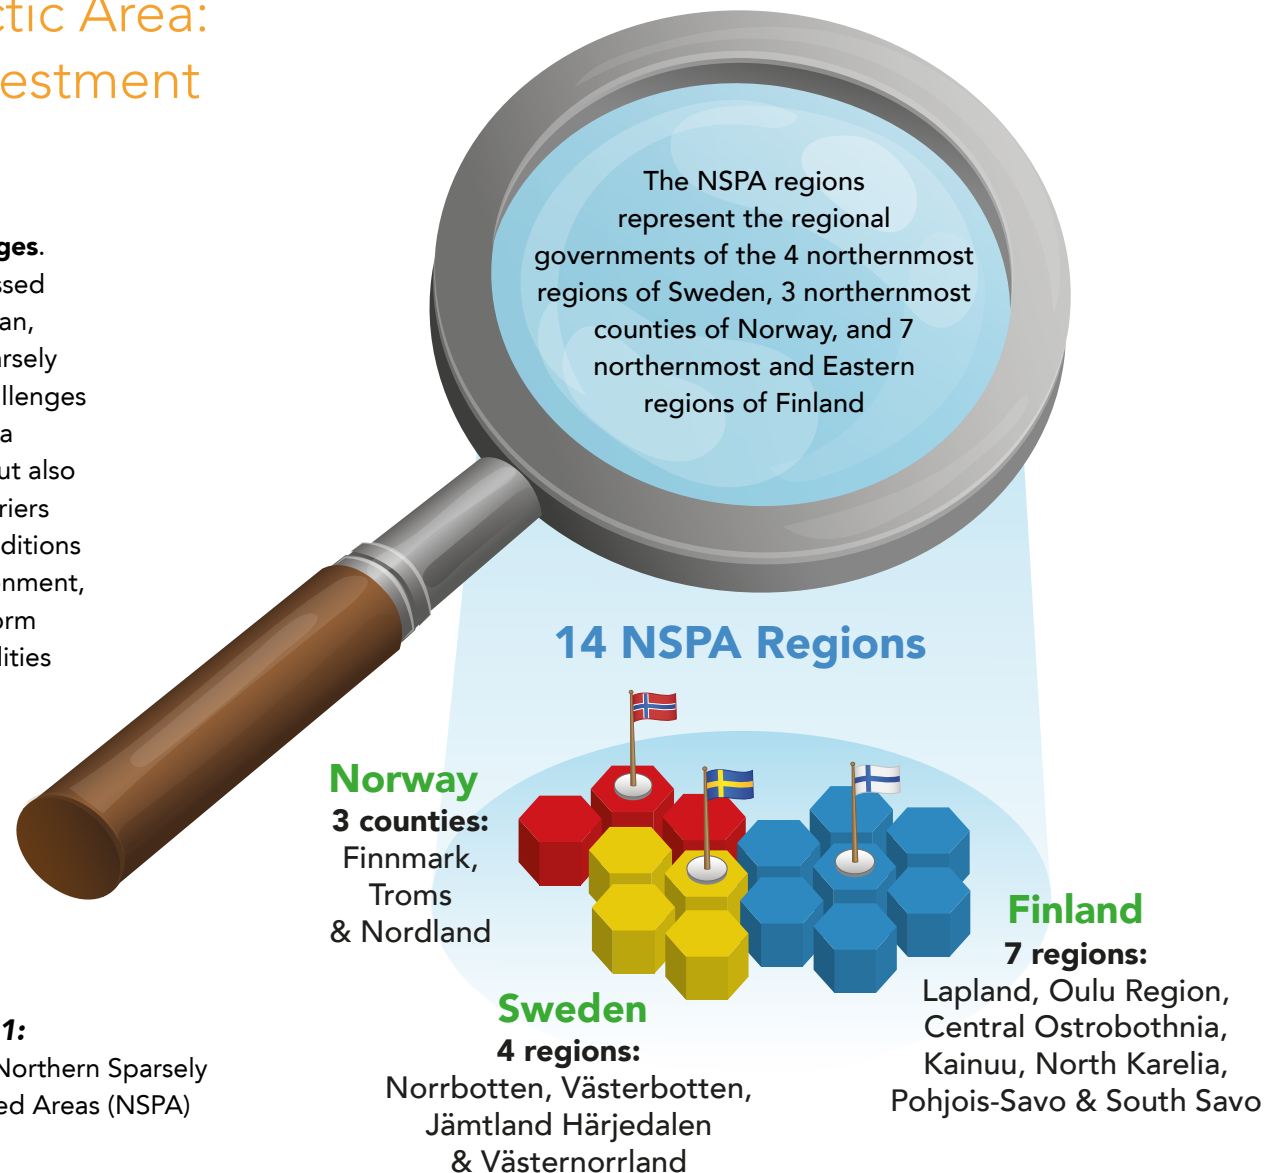 ctic Area:
estment
ges.
ssed
an,
arsely
allenges
a
ut also
riers
ditions
onment,
orm
lities
The NSPA regions
represent the regional
governments of the 4 northernmost
regions of Sweden, 3 northernmost
counties of Norway, and 7
northernmost and Eastern
regions of Finland
14 NSPA Regions
Norway
3 counties:
Finnmark,
Troms
& Nordland
Sweden
4 regions:
Norrbotten, Västerbotten,
Jämtland Härjedalen
& Västernorrland
Finland
7 regions:
Lapland, Oulu Region,
Central Ostrobothnia,
Kainuu, North Karelia,
Pohjois-Savo & South Savo
1:
Northern Sparsely
ed Areas (NSPA)